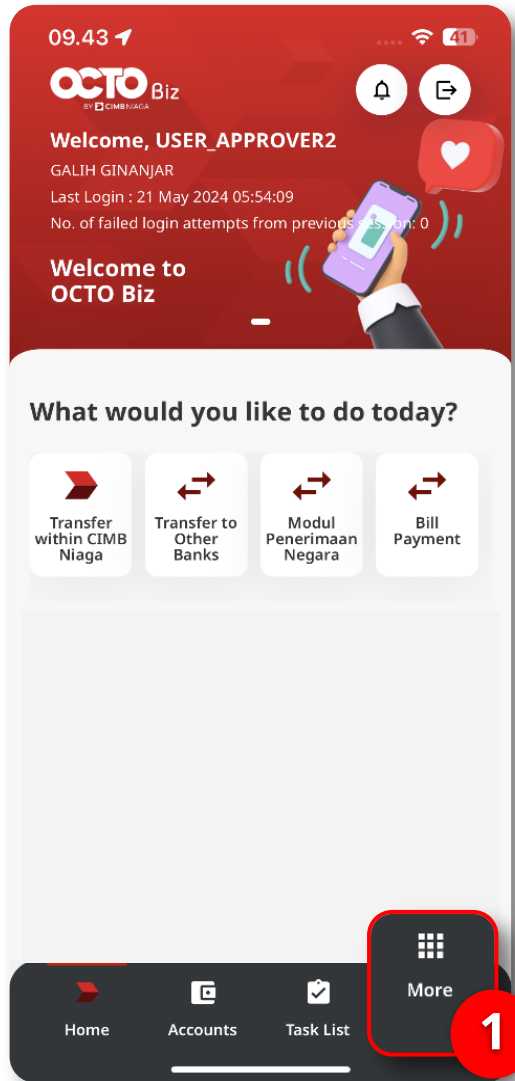 09.43
41
OCTO Biz
BY CIMB NIAGA
Welcome, USER_APPROVER2
GALIH GINANJAR
Last Login : 21 May 2024 05:54:09
No. of failed login attempts from previous session: 0
Welcome to
OCTO Biz
What would you like to do today?
Transfer
within CIMB
Niaga
Transfer to
Other
Banks
Modul
Penerimaan
Negara
Bill
Payment
Home
Accounts
Task List
More
1